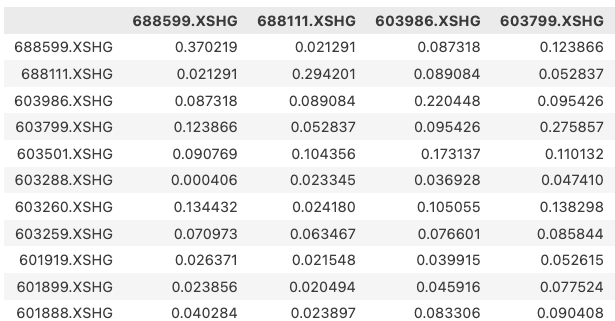 688599.XSHG 688111.XSHG 603986.XSHG 603799.XSHG
688599.XSHG 0.370219 0.021291 0.087318 0.123866
688111.XSHG 0.021291 0.294201 0.089084 0.052837
603986.XSHG 0.087318 0.089084 0.220448 0.095426
603799.XSHG 0.123866 0.052837 0.095426 0.275857
603501.XSHG 0.090769 0.104356 0.173137 0.110132
603288.XSHG 0.000406 0.023345 0.036928 0.047410
603260.XSHG 0.134432 0.024180 0.105055 0.138298
603259.XSHG 0.070973 0.063467 0.076601 0.085844
601919.XSHG 0.026371 0.021548 0.039915 0.052615
601899.XSHG 0.023856 0.020494 0.045916 0.077524
601888.XSHG 0.040284 0.023897 0.083306 0.090408